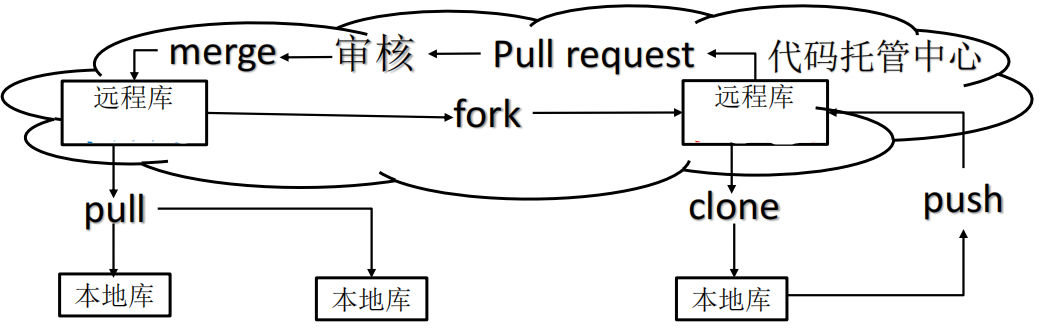 merge 审核 Pull request 代码托管中心
远程库 远程库
fork
pull clone push
本地库 本地库 本地库